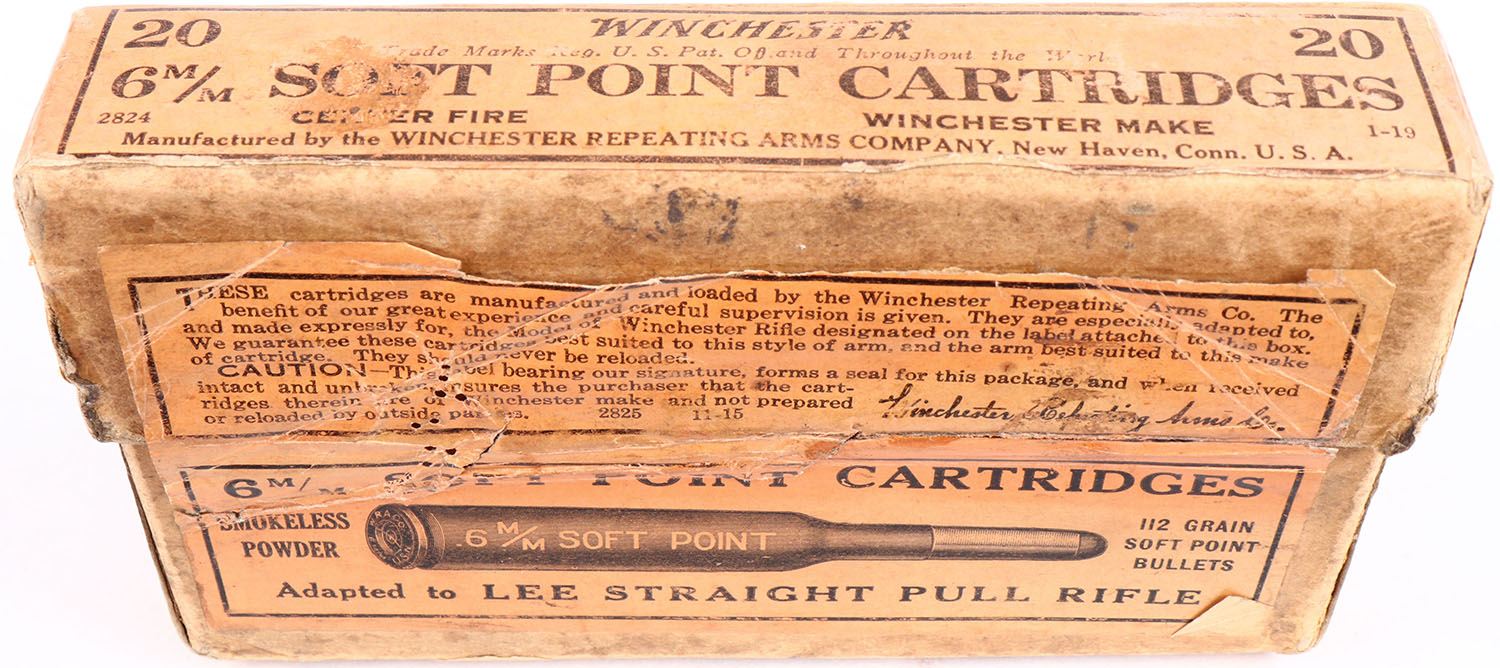 20 WINCHESTER 20
Trade Marks Reg. U. S. Pat. Off. and Throughout the
6 M/M SOFT POINT CARTRIDGES
2824 CENTER FIRE WINCHESTER MAKE 1-19
Manufactured by the WINCHESTER REPEATING ARMS COMPANY, New Haven, Conn. U. S. A.
THESE cartridges are manufactured and loaded by the Winchester Repeating Arms Co. The
benefit of our great experience and careful supervision is given. They are especially adapted to,
and made expressly for, the Model of Winchester Rifle designated on the label attached to this box.
We guarantee these cartridges best suited to this style of arm, and the arm best suited to this make
of cartridge. They should never be reloaded.
CAUTION—This label bearing our signature, forms a seal for this package, and when received
intact and unbroken, insures the purchaser that the cart-
ridges therein are of Winchester make and not prepared
or reloaded by outside parties. 2825 11-15
Winchester Repeating Arms Co.
6 M/M SOFT POINT CARTRIDGES
SMOKELESS
POWDER
.6 M/M SOFT POINT
112 GRAIN
SOFT POINT
BULLETS
Adapted to LEE STRAIGHT PULL RIFLE